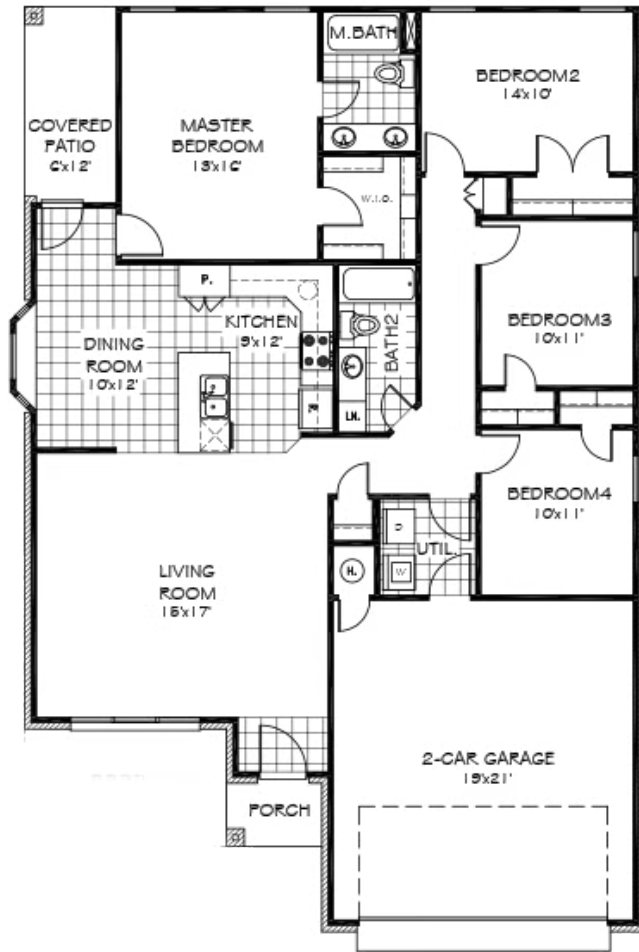 M.BATH
BEDROOM2
14'x10'
COVERED
PATIO
6'x12'
MASTER
BEDROOM
13'x16'
W.I.C.
P.
KITCHEN
9'x12'
DINING
ROOM
10'x12'
BATH2
LN.
BEDROOM3
10'x11'
BEDROOM4
10'x11'
D
UTIL.
W
H.
LIVING
ROOM
15'x17'
2-CAR GARAGE
19'x21'
PORCH